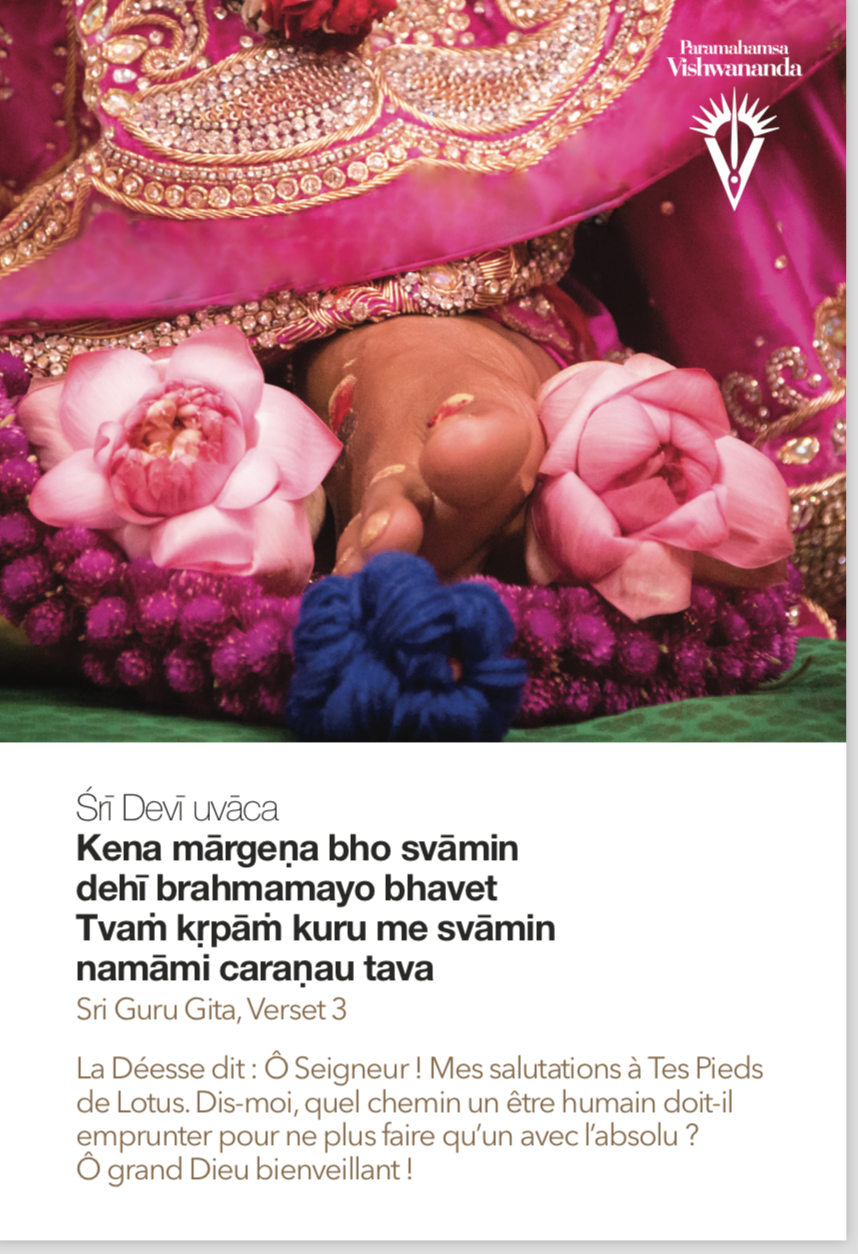 Paramahamsa
Vishwananda
Śrī Devī uvāca
Kena mārgeṇa bho svāmin
dehī brahmamayo bhavet
Tvaṁ kṛpāṁ kuru me svāmin
namāmi caraṇau tava
Sri Guru Gita, Verset 3
La Déesse dit : Ô Seigneur ! Mes salutations à Tes Pieds
de Lotus. Dis-moi, quel chemin un être humain doit-il
emprunter pour ne plus faire qu’un avec l’absolu ?
Ô grand Dieu bienveillant !